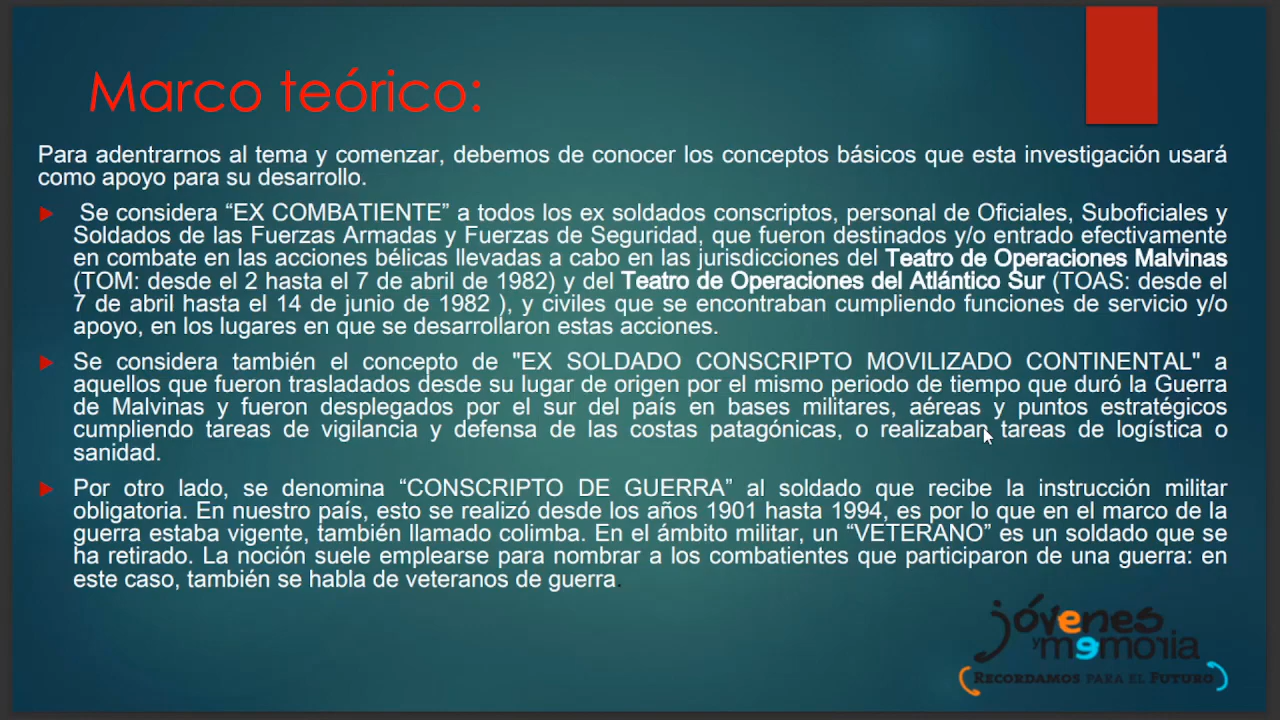 Marco teórico:
Para adentrarnos al tema y comenzar, debemos de conocer los conceptos básicos que esta investigación usará
como apoyo para su desarrollo.
Se considera “EX COMBATIENTE” a todos los ex soldados conscriptos, personal de Oficiales, Suboficiales y
Soldados de las Fuerzas Armadas y Fuerzas de Seguridad, que fueron destinados y/o entrado efectivamente
en combate en las acciones bélicas llevadas a cabo en las jurisdicciones del Teatro de Operaciones Malvinas
(TOM: desde el 2 hasta el 7 de abril de 1982) y del Teatro de Operaciones del Atlántico Sur (TOAS: desde el
7 de abril hasta el 14 de junio de 1982 ), y civiles que se encontraban cumpliendo funciones de servicio y/o
apoyo, en los lugares en que se desarrollaron estas acciones.
Se considera también el concepto de "EX SOLDADO CONSCRIPTO MOVILIZADO CONTINENTAL" a
aquellos que fueron trasladados desde su lugar de origen por el mismo periodo de tiempo que duró la Guerra
de Malvinas y fueron desplegados por el sur del país en bases militares, aéreas y puntos estratégicos
cumpliendo tareas de vigilancia y defensa de las costas patagónicas, o realizaban tareas de logística o
sanidad.
Por otro lado, se denomina “CONSCRIPTO DE GUERRA” al soldado que recibe la instrucción militar
obligatoria. En nuestro país, esto se realizó desde los años 1901 hasta 1994, es por lo que en el marco de la
guerra estaba vigente, también llamado colimba. En el ámbito militar, un “VETERANO” es un soldado que se
ha retirado. La noción suele emplearse para nombrar a los combatientes que participaron de una guerra: en
este caso, también se habla de veteranos de guerra.
jóvenes
y memoria
RECORDAMOS PARA EL FUTURO